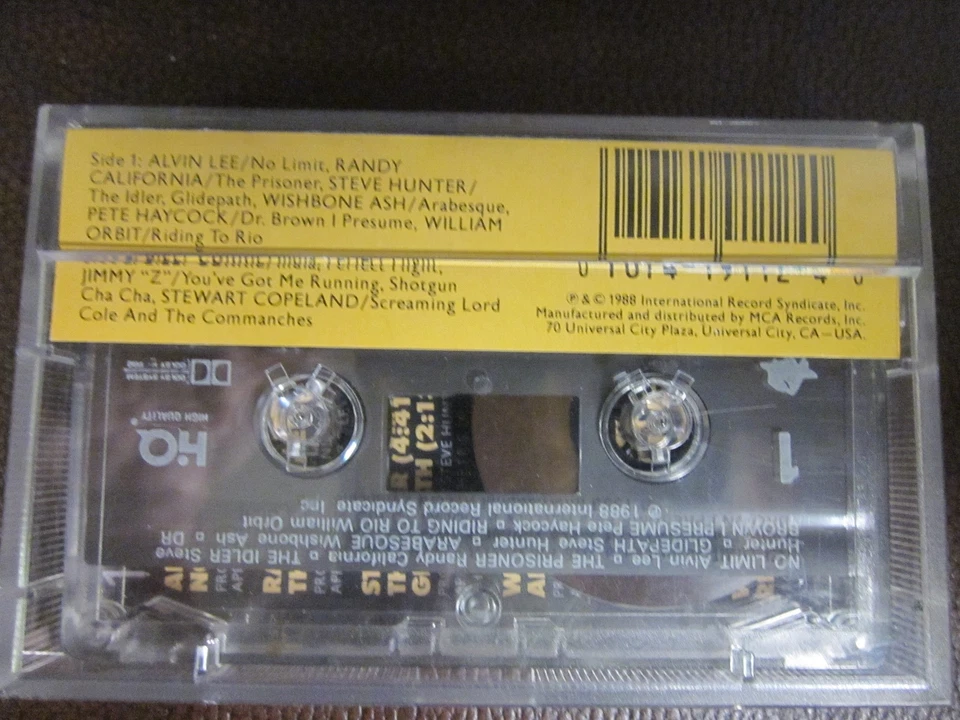 Side 1: ALVIN LEE/No Limit, RANDY
CALIFORNIA/The Prisoner, STEVE HUNTER/
The Idler, Glidepath, WISHBONE ASH/Arabesque,
PETE HAYCOCK/Dr. Brown I Presume, WILLIAM
ORBIT/Riding To Rio
JIMMY "Z"/You've Got Me Running, Shotgun
Cha Cha, STEWART COPELAND/Screaming Lord
Cole And The Commanches
℗ & © 1988 International Record Syndicate, Inc.
Manufactured and distributed by MCA Records, Inc.
70 Universal City Plaza, Universal City, CA—USA.
1
NO LIMIT Alvin Lee ▫ THE PRISONER Randy California ▫ THE IDLER Steve
Hunter ▫ GLIDEPATH Steve Hunter ▫ ARABESQUE Wishbone Ash ▫ DR
BROWN I PRESUME Pete Haycock ▫ RIDING TO RIO William Orbit
℗ 1988 International Record Syndicate Inc
HQ
HIGH QUALITY
DOLBY SYSTEM
(4:41